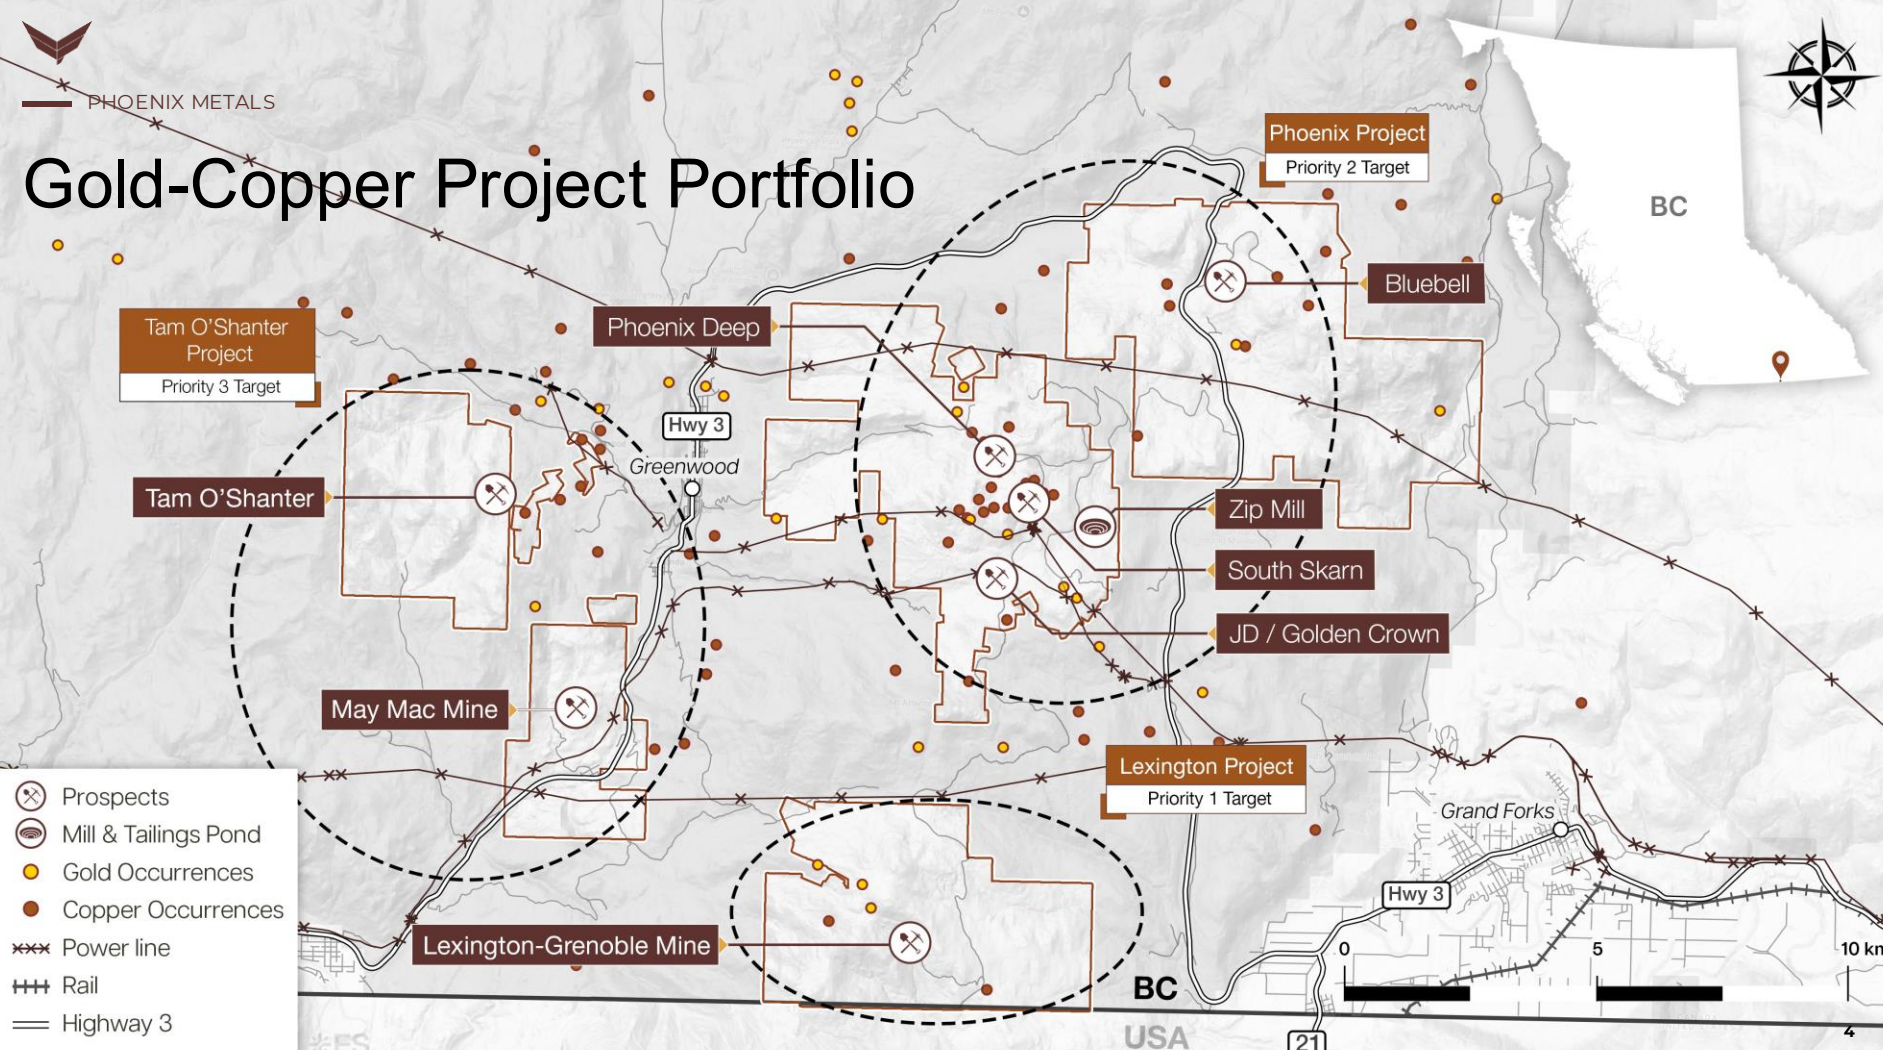 PHOENIX METALS
Gold-Copper Project Portfolio
Phoenix Project
Priority 2 Target
BC
Bluebell
Tam O'Shanter
Project
Priority 3 Target
Phoenix Deep
Hwy 3
Greenwood
Tam O'Shanter
Zip Mill
South Skarn
JD / Golden Crown
May Mac Mine
Lexington Project
Priority 1 Target
Grand Forks
Hwy 3
Lexington-Grenoble Mine
0 5 10 km
BC
USA
21
Prospects
Mill & Tailings Pond
Gold Occurrences
Copper Occurrences
Power line
Rail
Highway 3
4